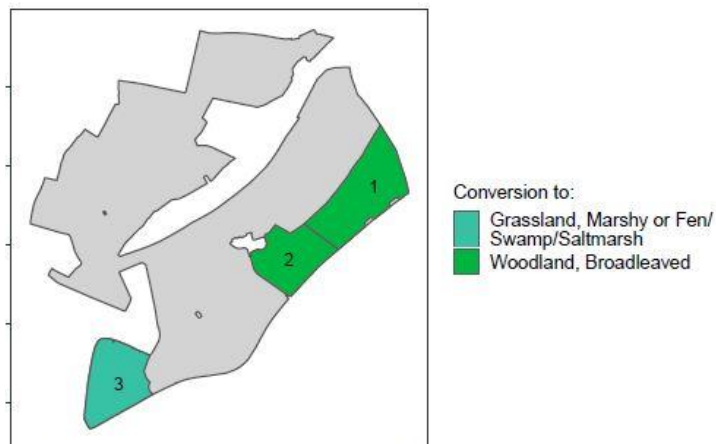 1
2
3
Conversion to:
Grassland, Marshy or Fen/
Swamp/Saltmarsh
Woodland, Broadleaved